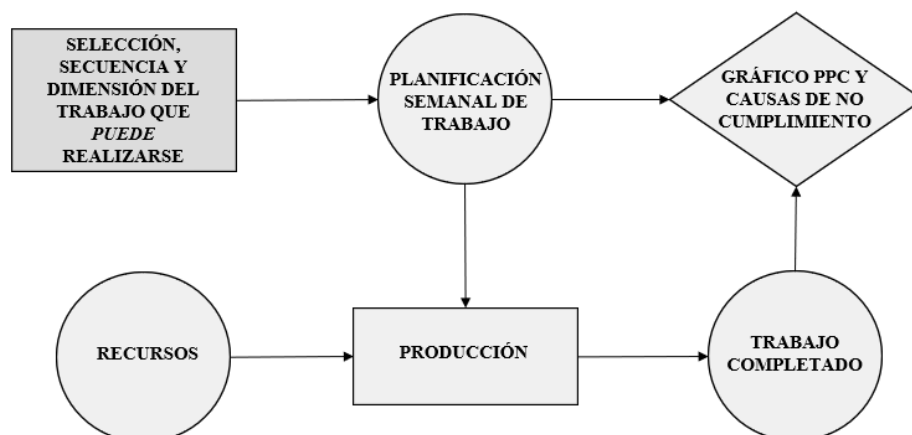 SELECCIÓN,
SECUENCIA Y
DIMENSIÓN DEL
TRABAJO QUE
PUEDE
REALIZARSE
PLANIFICACIÓN
SEMANAL DE
TRABAJO
GRÁFICO PPC Y
CAUSAS DE NO
CUMPLIMIENTO
RECURSOS
PRODUCCIÓN
TRABAJO
COMPLETADO